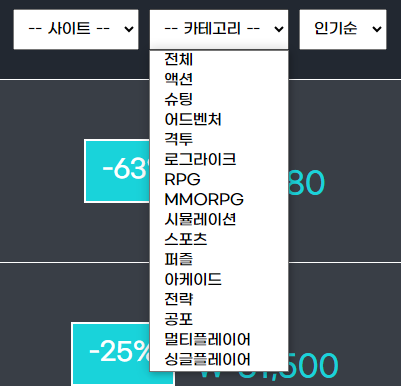 -- 사이트 -- -- 카테고리 -- 인기순
전체
액션
슈팅
어드벤처
격투
로그라이크
RPG
MMORPG
시뮬레이션
스포츠
퍼즐
아케이드
전략
공포
멀티플레이어
싱글플레이어
-63 80
-25% ,500